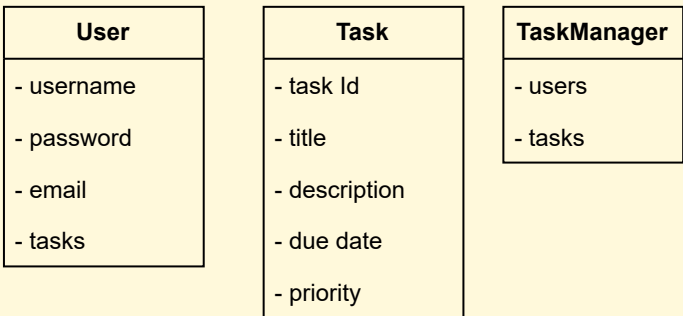 User
- username
- password
- email
- tasks
Task
- task Id
- title
- description
- due date
- priority
TaskManager
- users
- tasks